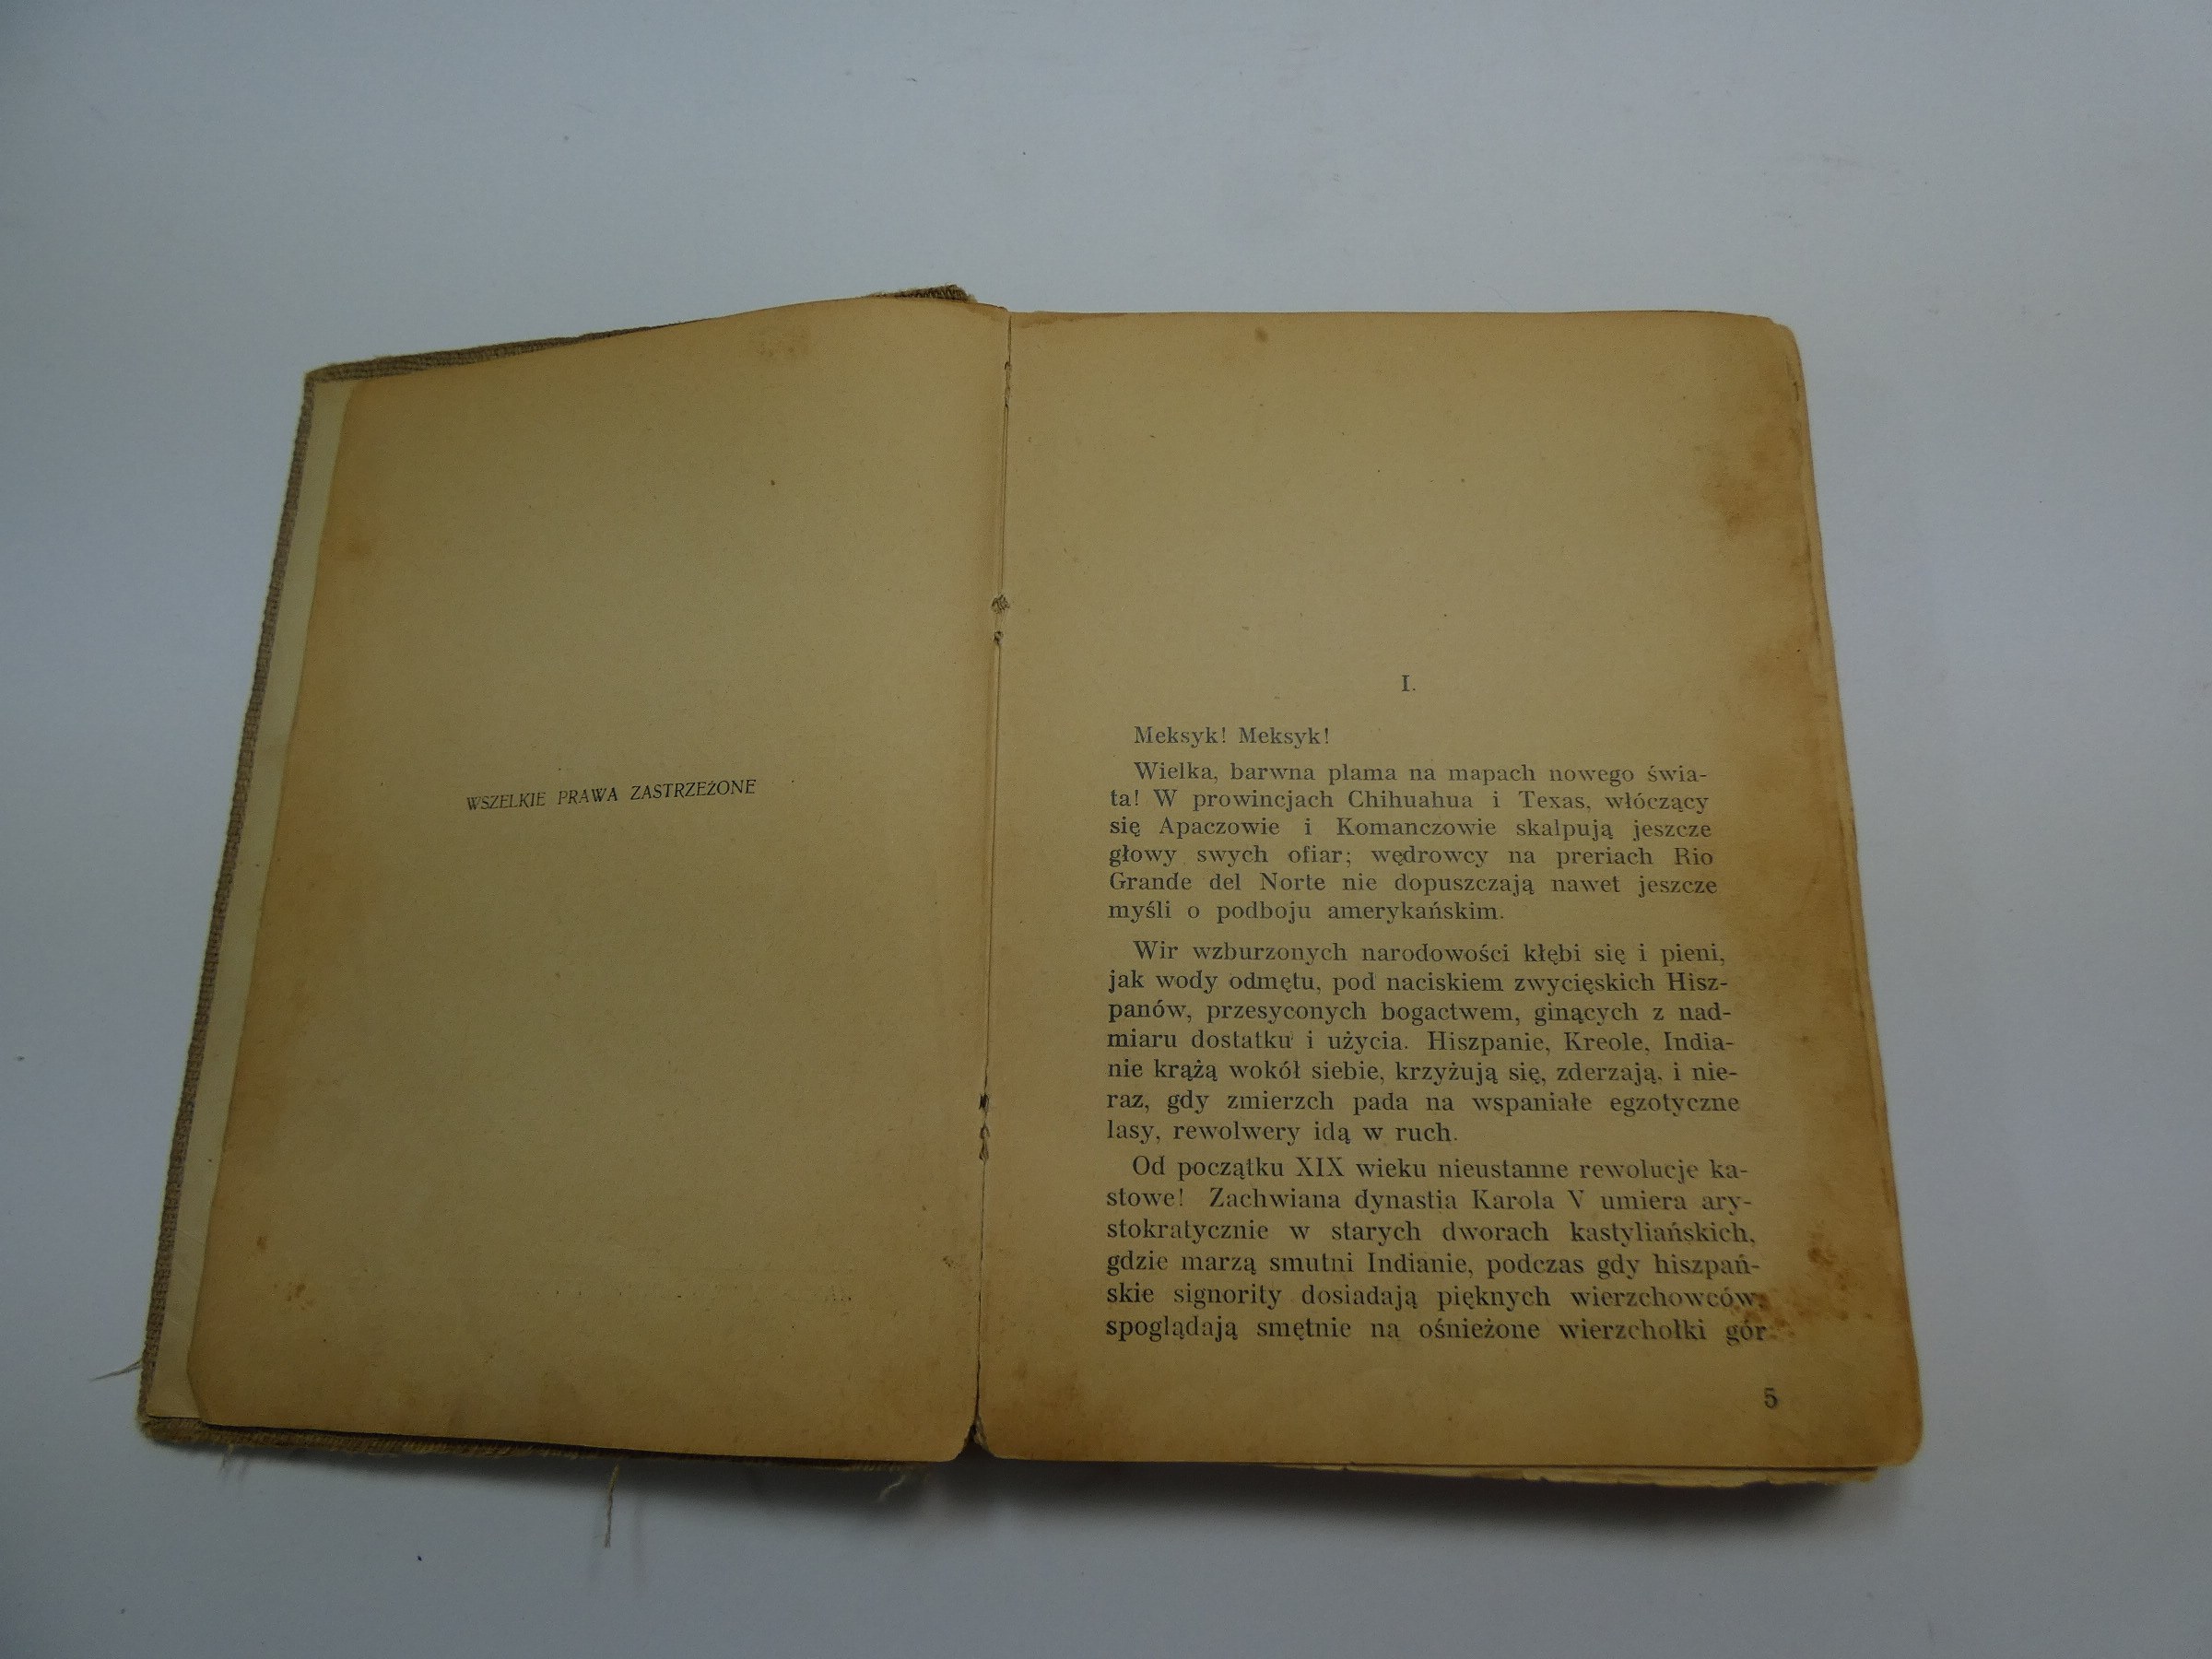 WSZELKIE PRAWA ZASTRZEŻONE
I.
Meksyk! Meksyk!
Wielka, barwna plama na mapach nowego świa-
ta! W prowincjach Chihuahua i Texas, włóczący
się Apaczowie i Komanczowie skalpują jeszcze
głowy swych ofiar; wędrowcy na preriach Rio
Grande del Norte nie dopuszczają nawet jeszcze
myśli o podboju amerykańskim.
Wir wzburzonych narodowości kłębi się i pieni,
jak wody odmętu, pod naciskiem zwycięskich Hisz-
panów, przesyconych bogactwem, ginących z nad-
miaru dostatku i użycia. Hiszpanie, Kreole, India-
nie krążą wokół siebie, krzyżują się, zderzają, i nie-
raz, gdy zmierzch pada na wspaniałe egzotyczne
lasy, rewolwery idą w ruch.
Od początku XIX wieku nieustanne rewolucje ka-
stowe! Zachwiana dynastia Karola V umiera ary-
stokratycznie w starych dworach kastyliańskich,
gdzie marzą smutni Indianie, podczas gdy hiszpań-
skie signority dosiadają pięknych wierzchowców,
spoglądają smętnie na ośnieżone wierzchołki gór
5